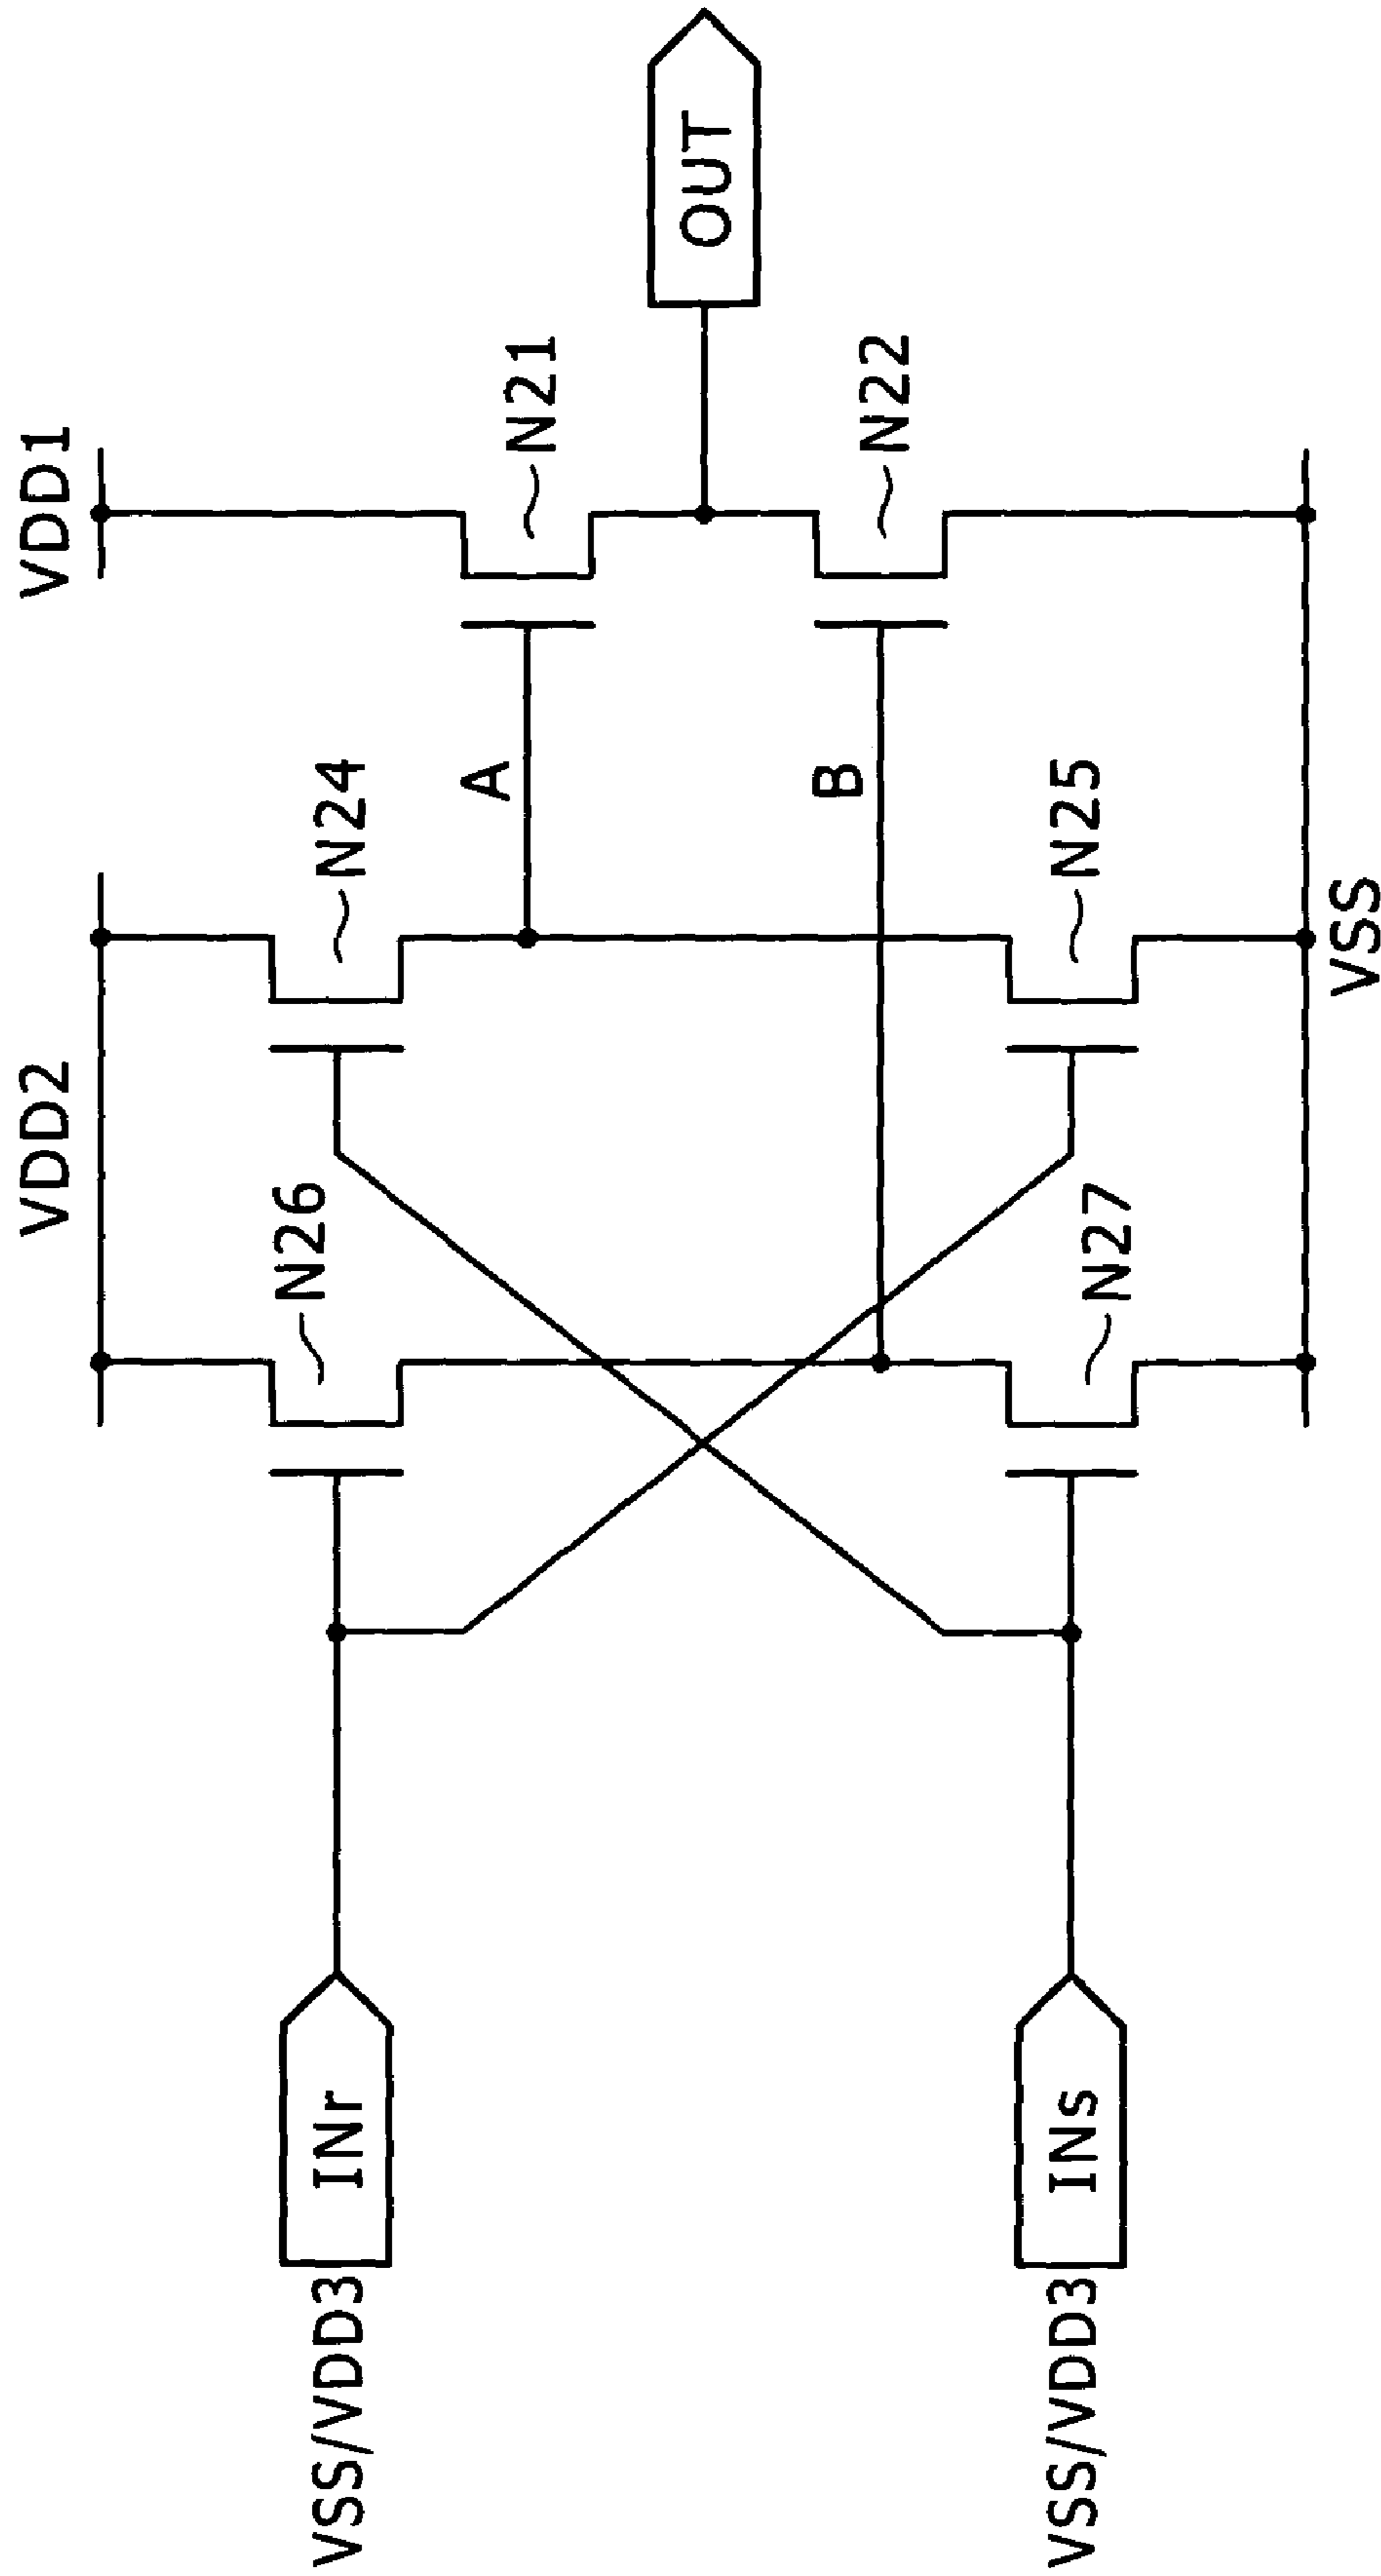 VDD2
VDD1
N26
N24
N21
A
OUT
B
N22
N27
N25
VSS
VSS/VDD3
INr
VSS/VDD3
INs